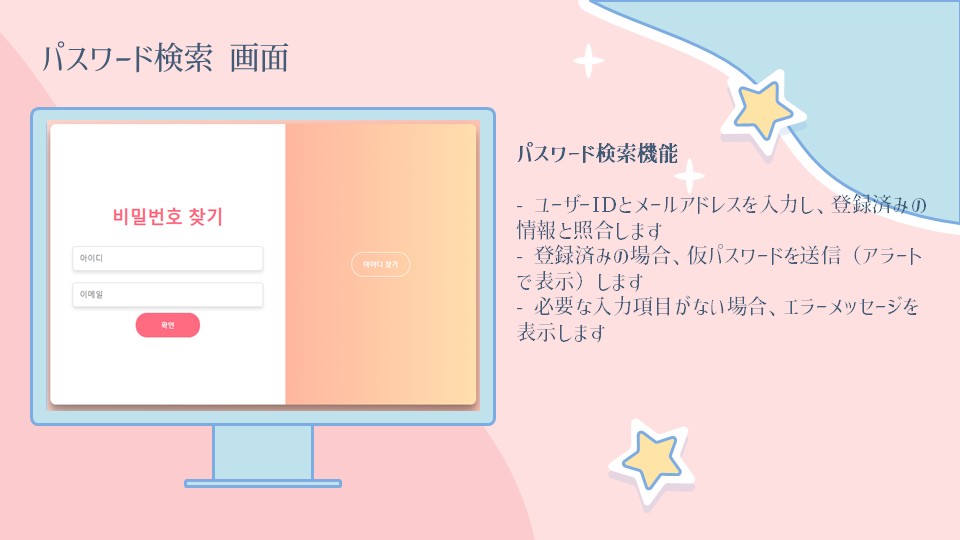 パスワード検索 画面
비밀번호 찾기
아이디
이메일
확인
아이디 찾기
パスワード検索機能
- ユーザーIDとメールアドレスを入力し、登録済みの
情報と照合します
- 登録済みの場合、仮パスワードを送信（アラート
で表示）します
- 必要な入力項目がない場合、エラーメッセージを
表示します